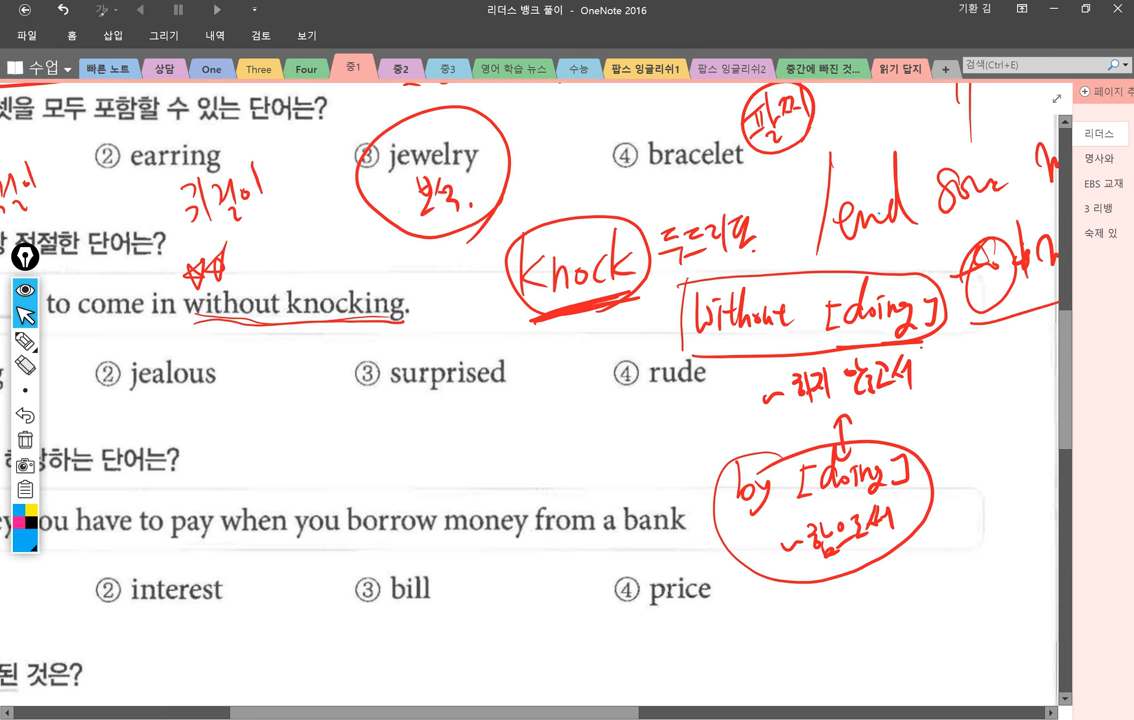 리더스 뱅크 풀이 - OneNote 2016
기환 김
파일 홈 삽입 그리기 내역 검토 보기
수업 빠른 노트 상담 One Three Four 중1 중2 중3 영어 학습 뉴스 수능 팝스 잉글리쉬1 팝스 잉글리쉬2 중간에 빠진 것... 읽기 답지 +
검색(Ctrl+E)
페이지 추
리더스
명사와
EBS 교재
3 리뱅
숙제 있
넷을 모두 포함할 수 있는 단어는?
팔찌
② earring ③ jewelry ④ bracelet
귀걸이
보석.
lend
적절한 단어는?
knock 두드리다
to come in without knocking.
without [doing]
② jealous ③ surprised ④ rude
~하지 않고서
하는 단어는?
by [doing]
~함으로써
you have to pay when you borrow money from a bank
② interest ③ bill ④ price
된 것은?